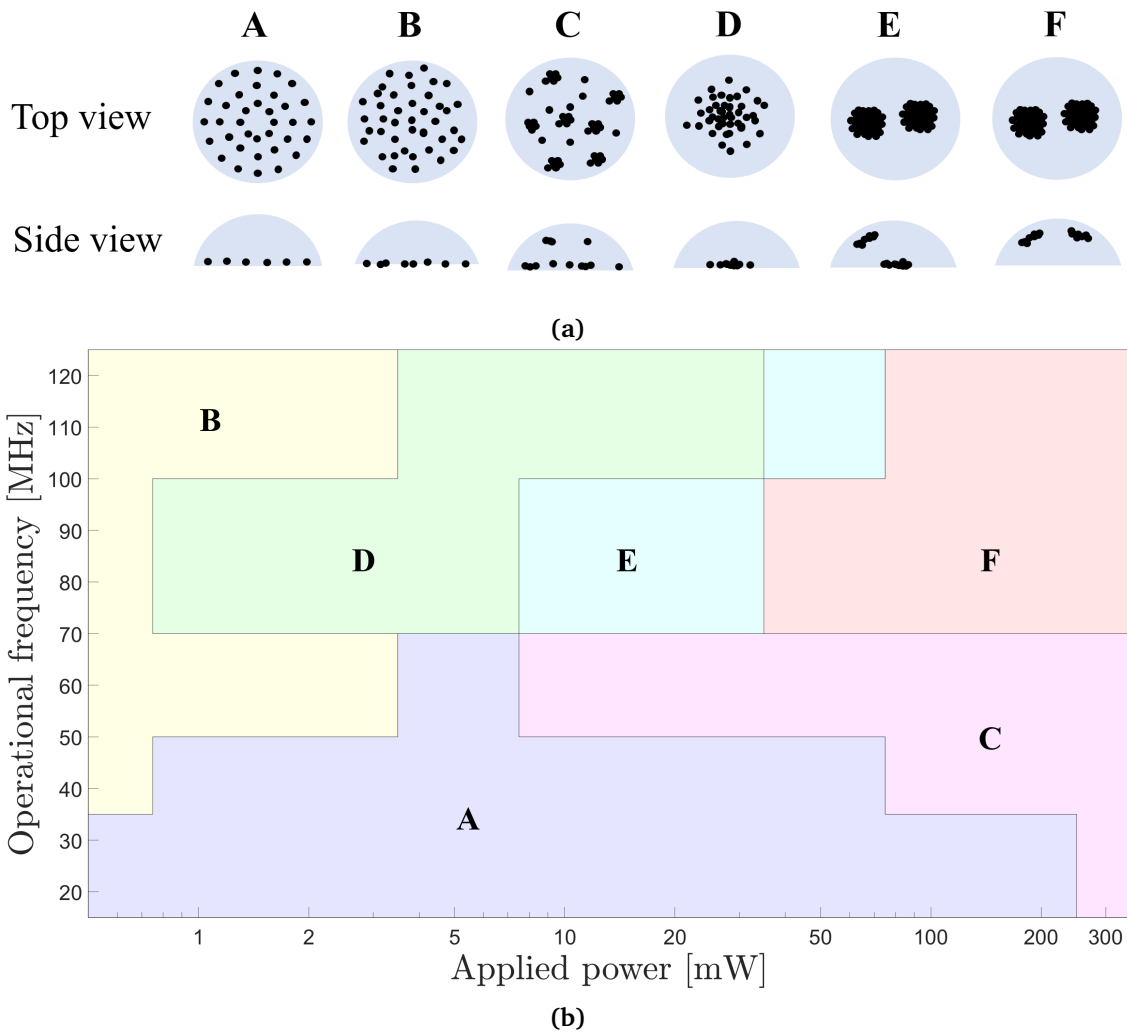 A B C D E F
Top view
Side view
(a)
120
B
110
100
90
D E F
80
70
60
50
C
40
A
30
20
Operational frequency [MHz]
1 2 5 10 20 50 100 200 300
Applied power [mW]
(b)